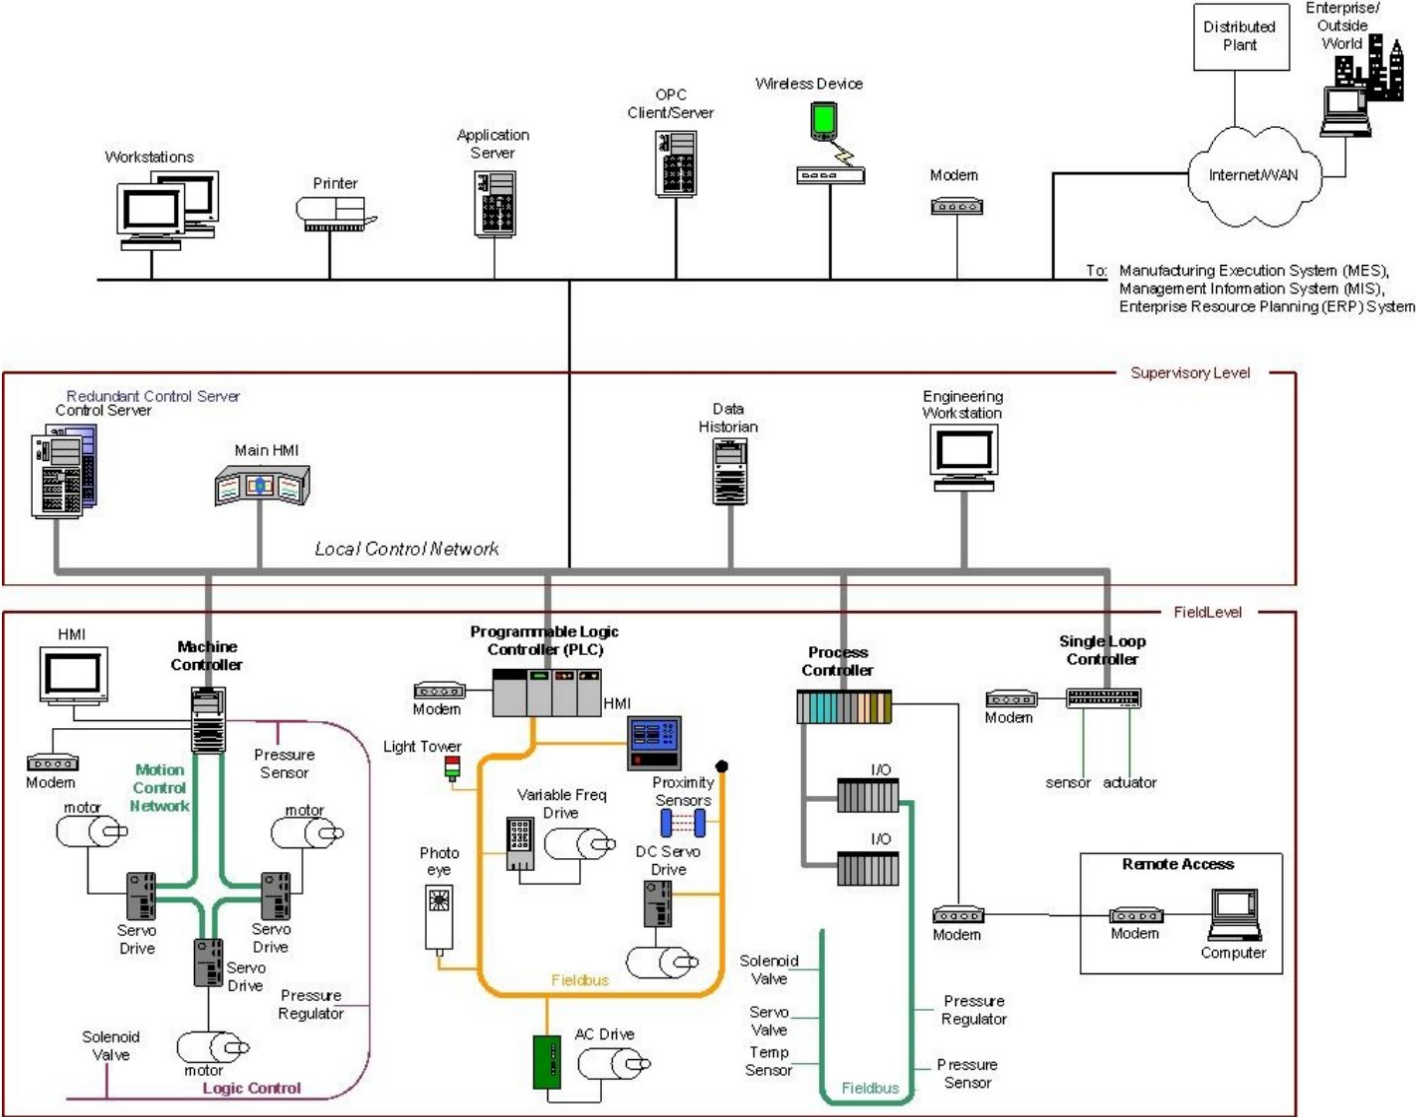 Enterprise/
Outside
World
Distributed
Plant
Internet/WAN
Workstations
Printer
Application
Server
OPC
Client/Server
Wireless Device
Modem
To: Manufacturing Execution System (MES),
Management Information System (MIS),
Enterprise Resource Planning (ERP) System
Supervisory Level
Redundant Control Server
Control Server
Main HMI
Data
Historian
Engineering
Workstation
Local Control Network
FieldLevel
HMI
Machine
Controller
Modem
Pressure
Sensor
Motion
Control
Network
motor
motor
Servo
Drive
Servo
Drive
Servo
Drive
motor
Pressure
Regulator
Solenoid
Valve
Logic Control
Programmable Logic
Controller (PLC)
Modem
HMI
Light Tower
Variable Freq
Drive
Proximity
Sensors
Photo
eye
DC Servo
Drive
Fieldbus
AC Drive
Process
Controller
I/O
I/O
Modem
Solenoid
Valve
Servo
Valve
Temp
Sensor
Pressure
Regulator
Pressure
Sensor
Fieldbus
Single Loop
Controller
Modem
sensor
actuator
Remote Access
Modem
Computer